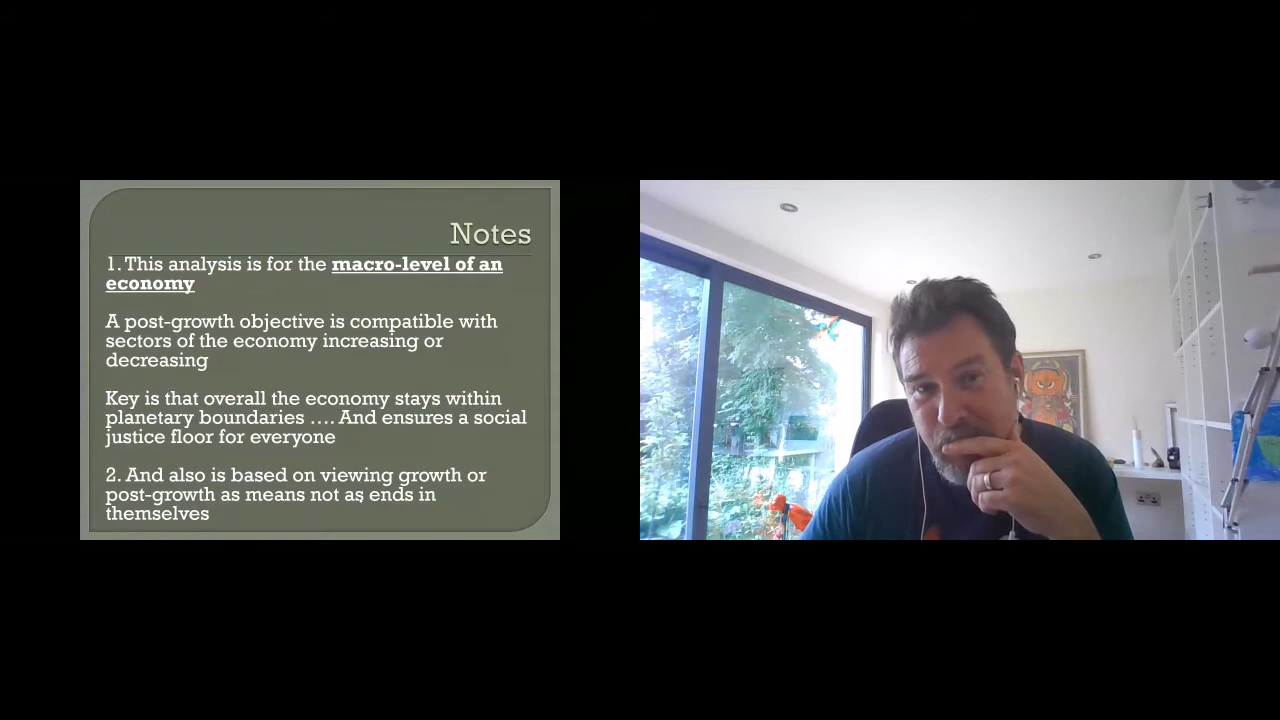 Notes
1. This analysis is for the macro-level of an
economy
A post-growth objective is compatible with
sectors of the economy increasing or
decreasing
Key is that overall the economy stays within
planetary boundaries …. And ensures a social
justice floor for everyone
2. And also is based on viewing growth or
post-growth as means not as ends in
themselves